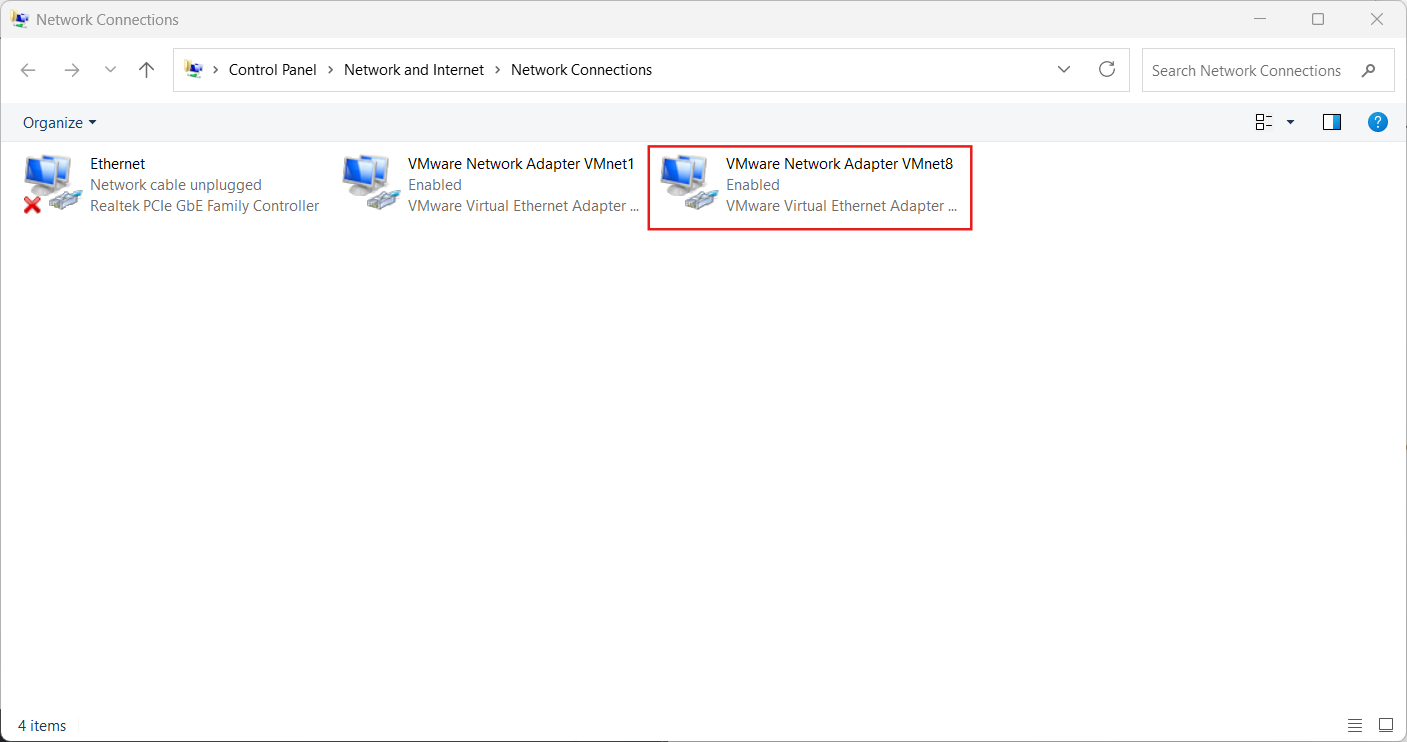 Network Connections
Control Panel > Network and Internet > Network Connections
Search Network Connections
Organize
Ethernet
Network cable unplugged
Realtek PCIe GbE Family Controller
VMware Network Adapter VMnet1
Enabled
VMware Virtual Ethernet Adapter ...
VMware Network Adapter VMnet8
Enabled
VMware Virtual Ethernet Adapter ...
4 items